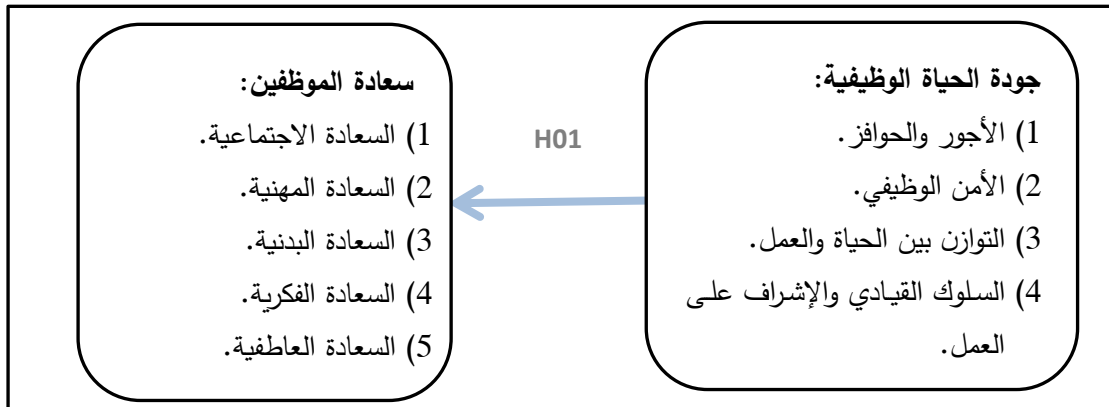 جودة الحياة الوظيفية:
1) الأجور والحوافز.
2) الأمن الوظيفي.
3) التوازن بين الحياة والعمل.
4) السلوك القيادي والإشراف على
العمل.
H01
سعادة الموظفين:
1) السعادة الاجتماعية.
2) السعادة المهنية.
3) السعادة البدنية.
4) السعادة الفكرية.
5) السعادة العاطفية.